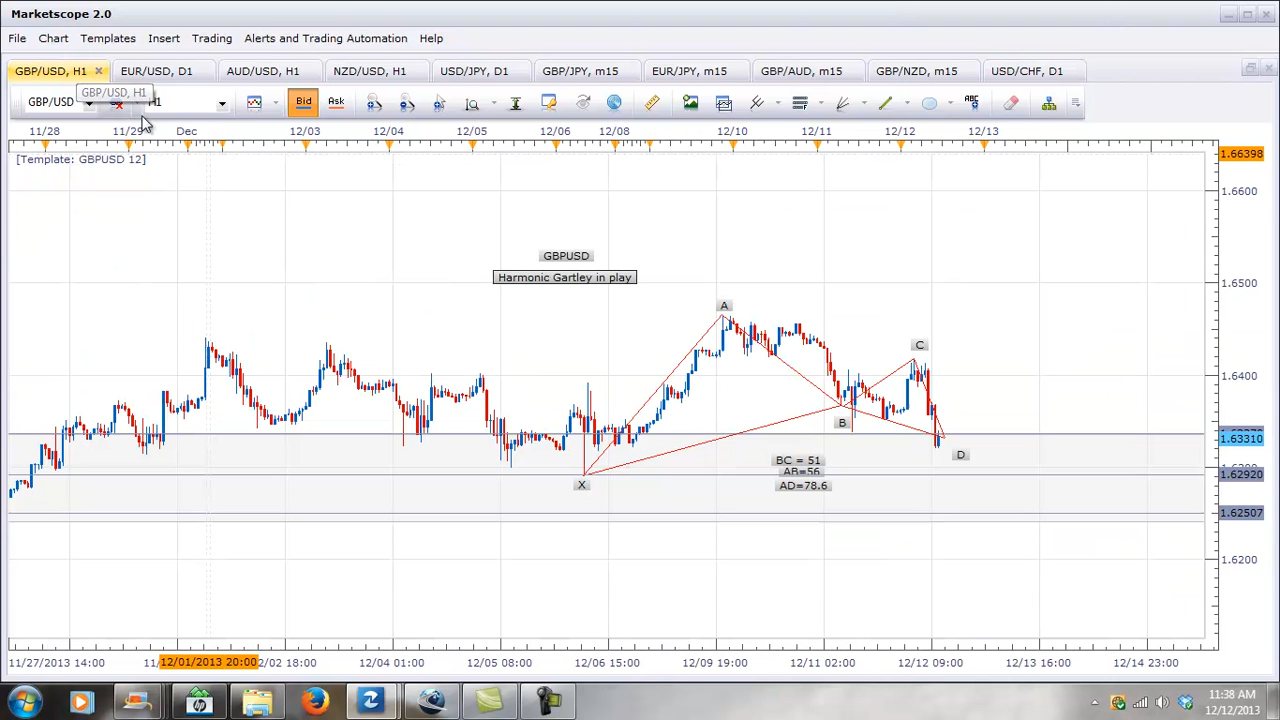 Marketscope 2.0
File Chart Templates Insert Trading Alerts and Trading Automation Help
GBP/USD, H1 EUR/USD, D1 AUD/USD, H1 NZD/USD, H1 USD/JPY, D1 GBP/JPY, m15 EUR/JPY, m15 GBP/AUD, m15 GBP/NZD, m15 USD/CHF, D1
GBP/USD, H1
GBP/USD H1 Bid Ask ABC
11/28 11/29 Dec 12/03 12/04 12/05 12/06 12/08 12/10 12/11 12/12 12/13
[Template: GBPUSD 12]
1.66398
1.6600
GBPUSD
Harmonic Gartley in play
1.6500
A
C
1.6400
B
1.63310
D
BC = 51
AB=56
1.62920
X
AD=78.6
1.62507
1.6200
11/27/2013 14:00 12/01/2013 20:00 2/02 18:00 12/04 01:00 12/05 08:00 12/06 15:00 12/09 19:00 12/11 02:00 12/12 09:00 12/13 16:00 12/14 23:00
11:38 AM
12/12/2013